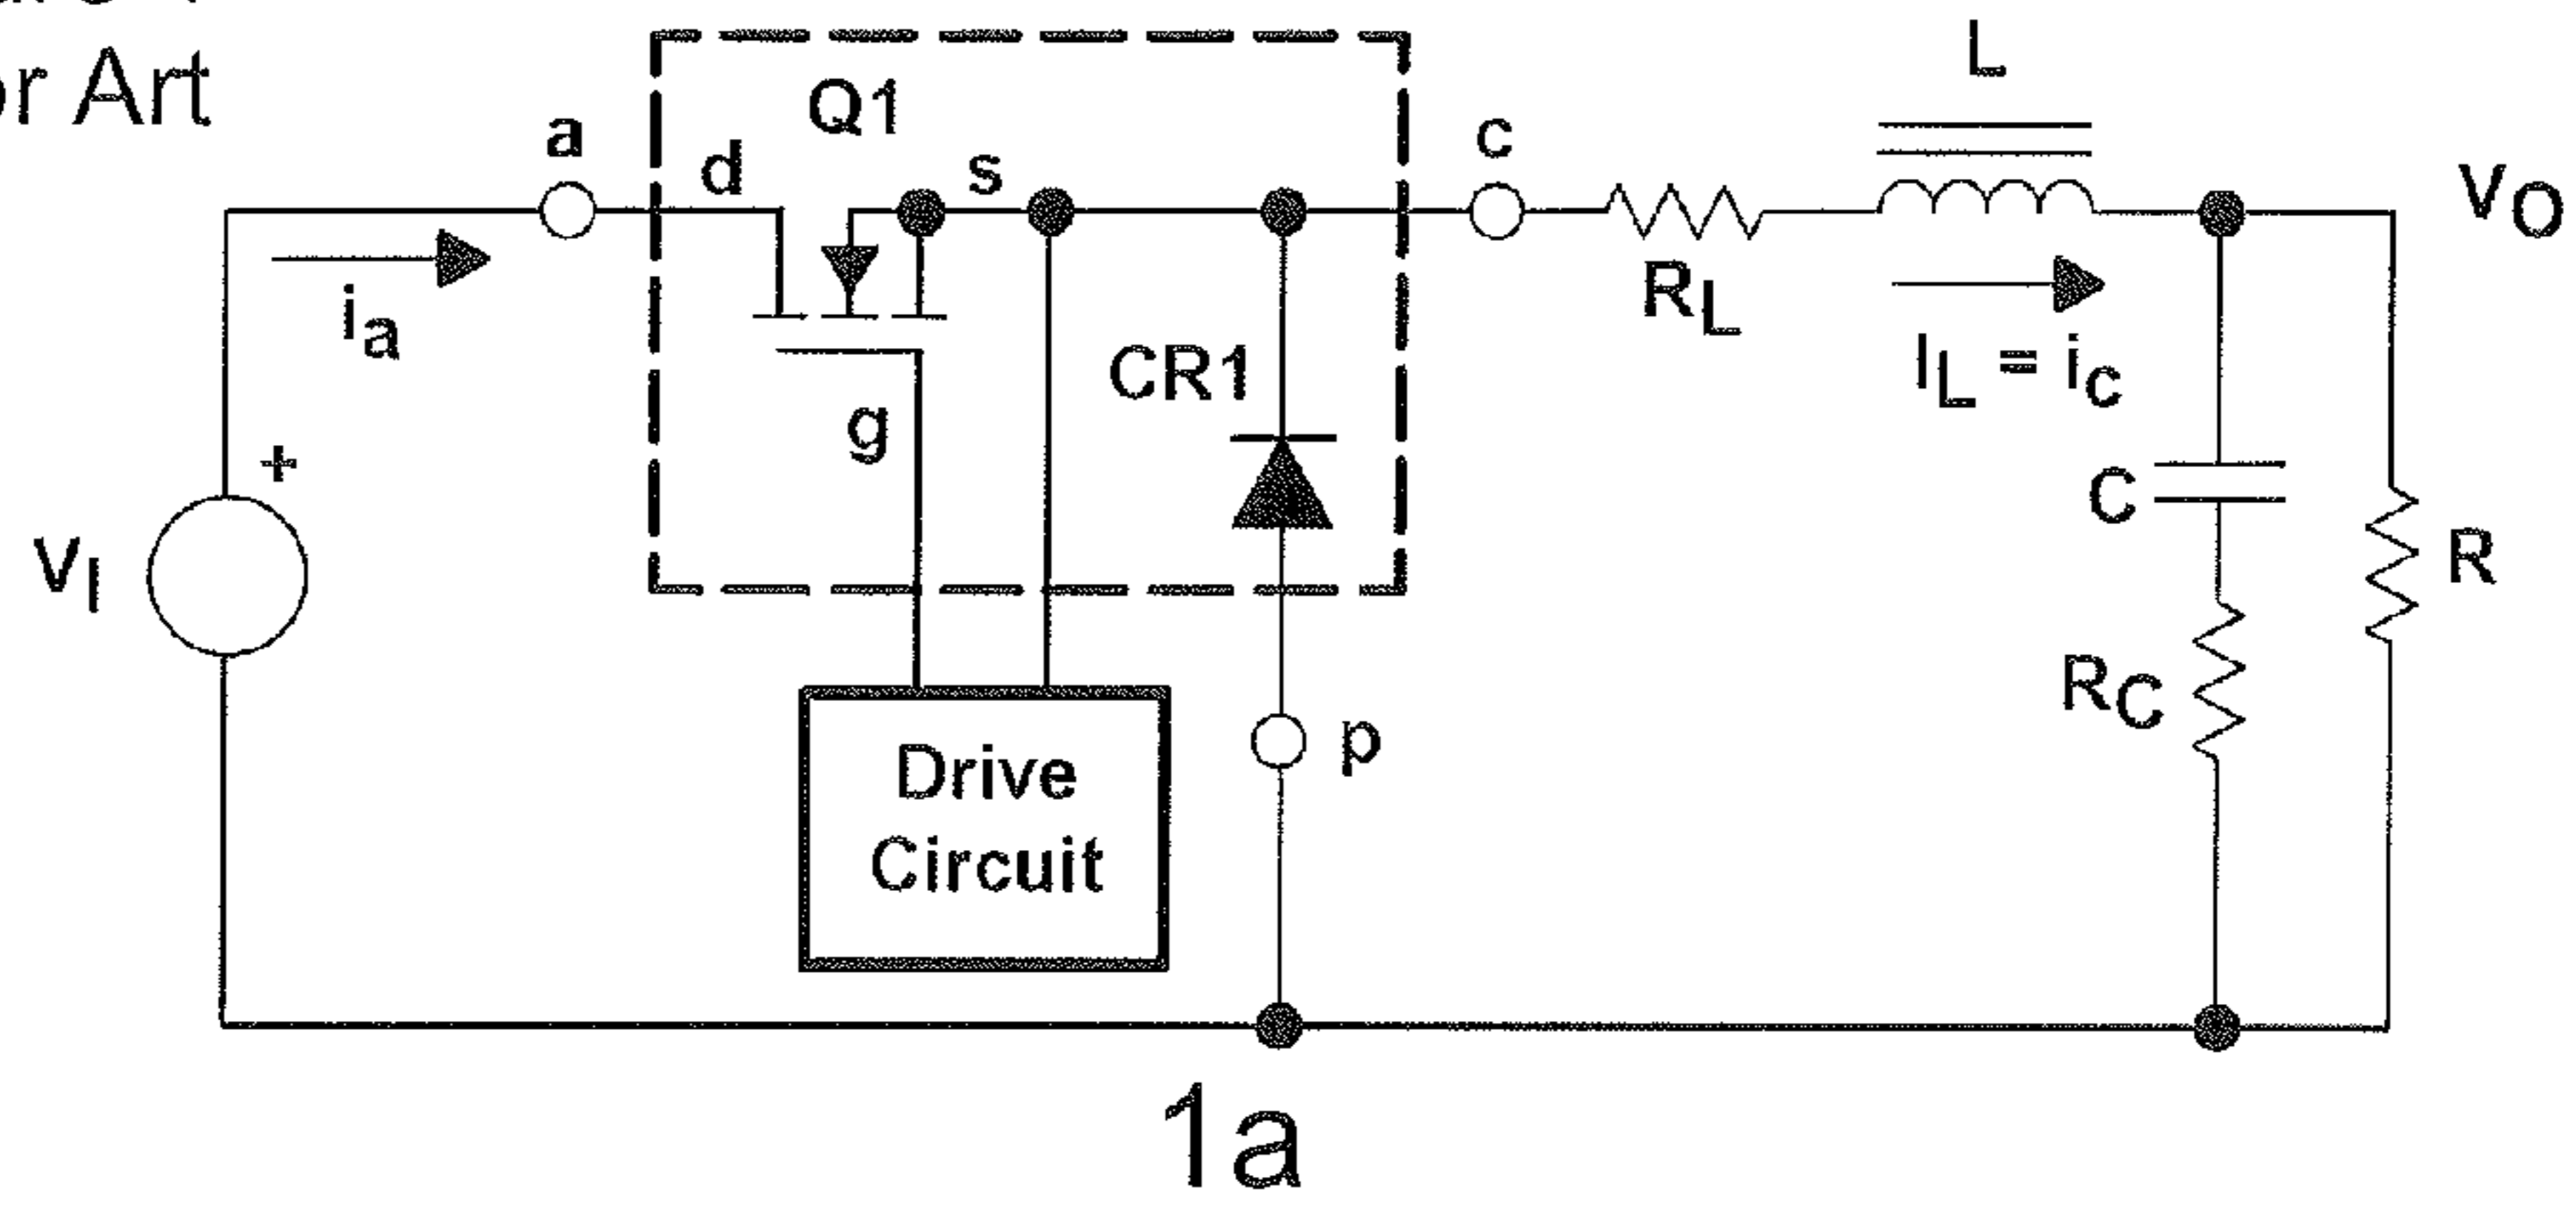 Art
Q1
L
a
d
s
c
VO
ia
RL
IL = ic
CR1
g
+
VI
C
R
RC
p
Drive
Circuit
1a